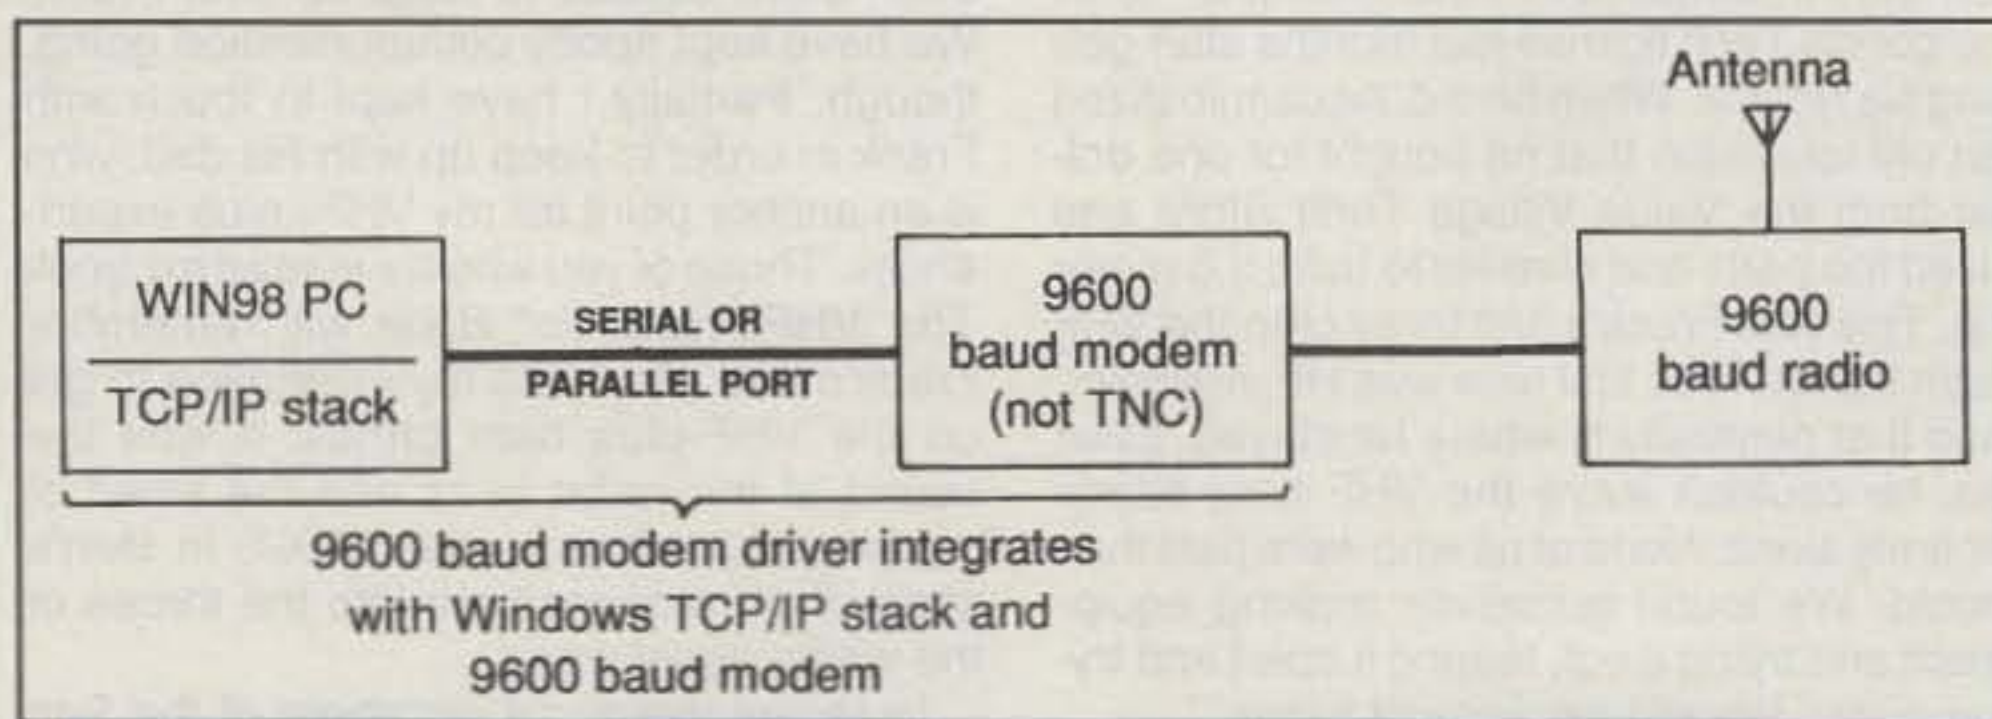 Antenna
WIN98 PC
TCP/IP stack
SERIAL OR
PARALLEL PORT
9600
baud modem
(not TNC)
9600
baud radio
9600 baud modem driver integrates
with Windows TCP/IP stack and
9600 baud modem